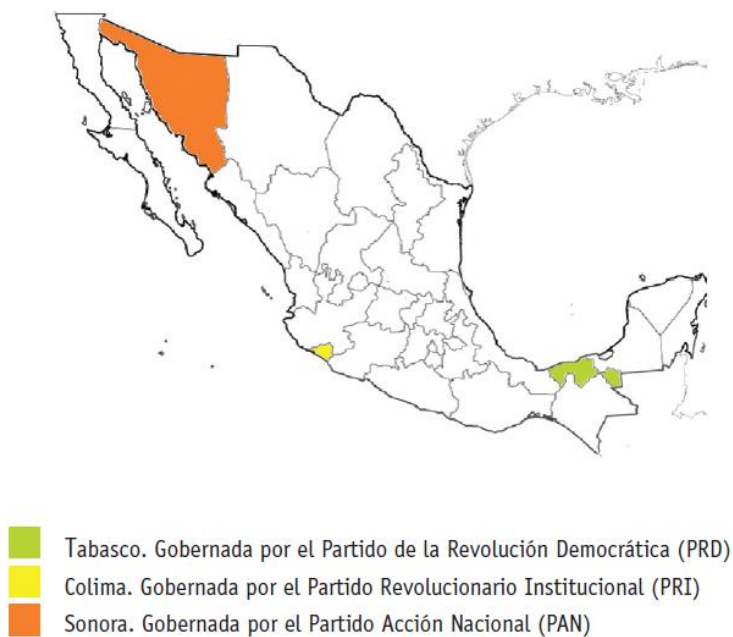 Tabasco. Gobernada por el Partido de la Revolución Democrática (PRD)
Colima. Gobernada por el Partido Revolucionario Institucional (PRI)
Sonora. Gobernada por el Partido Acción Nacional (PAN)